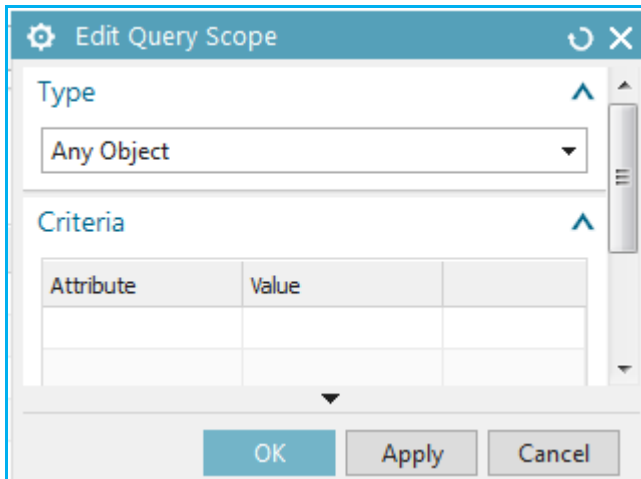 Edit Query Scope
Type
Any Object
Criteria
Attribute Value
OK Apply Cancel